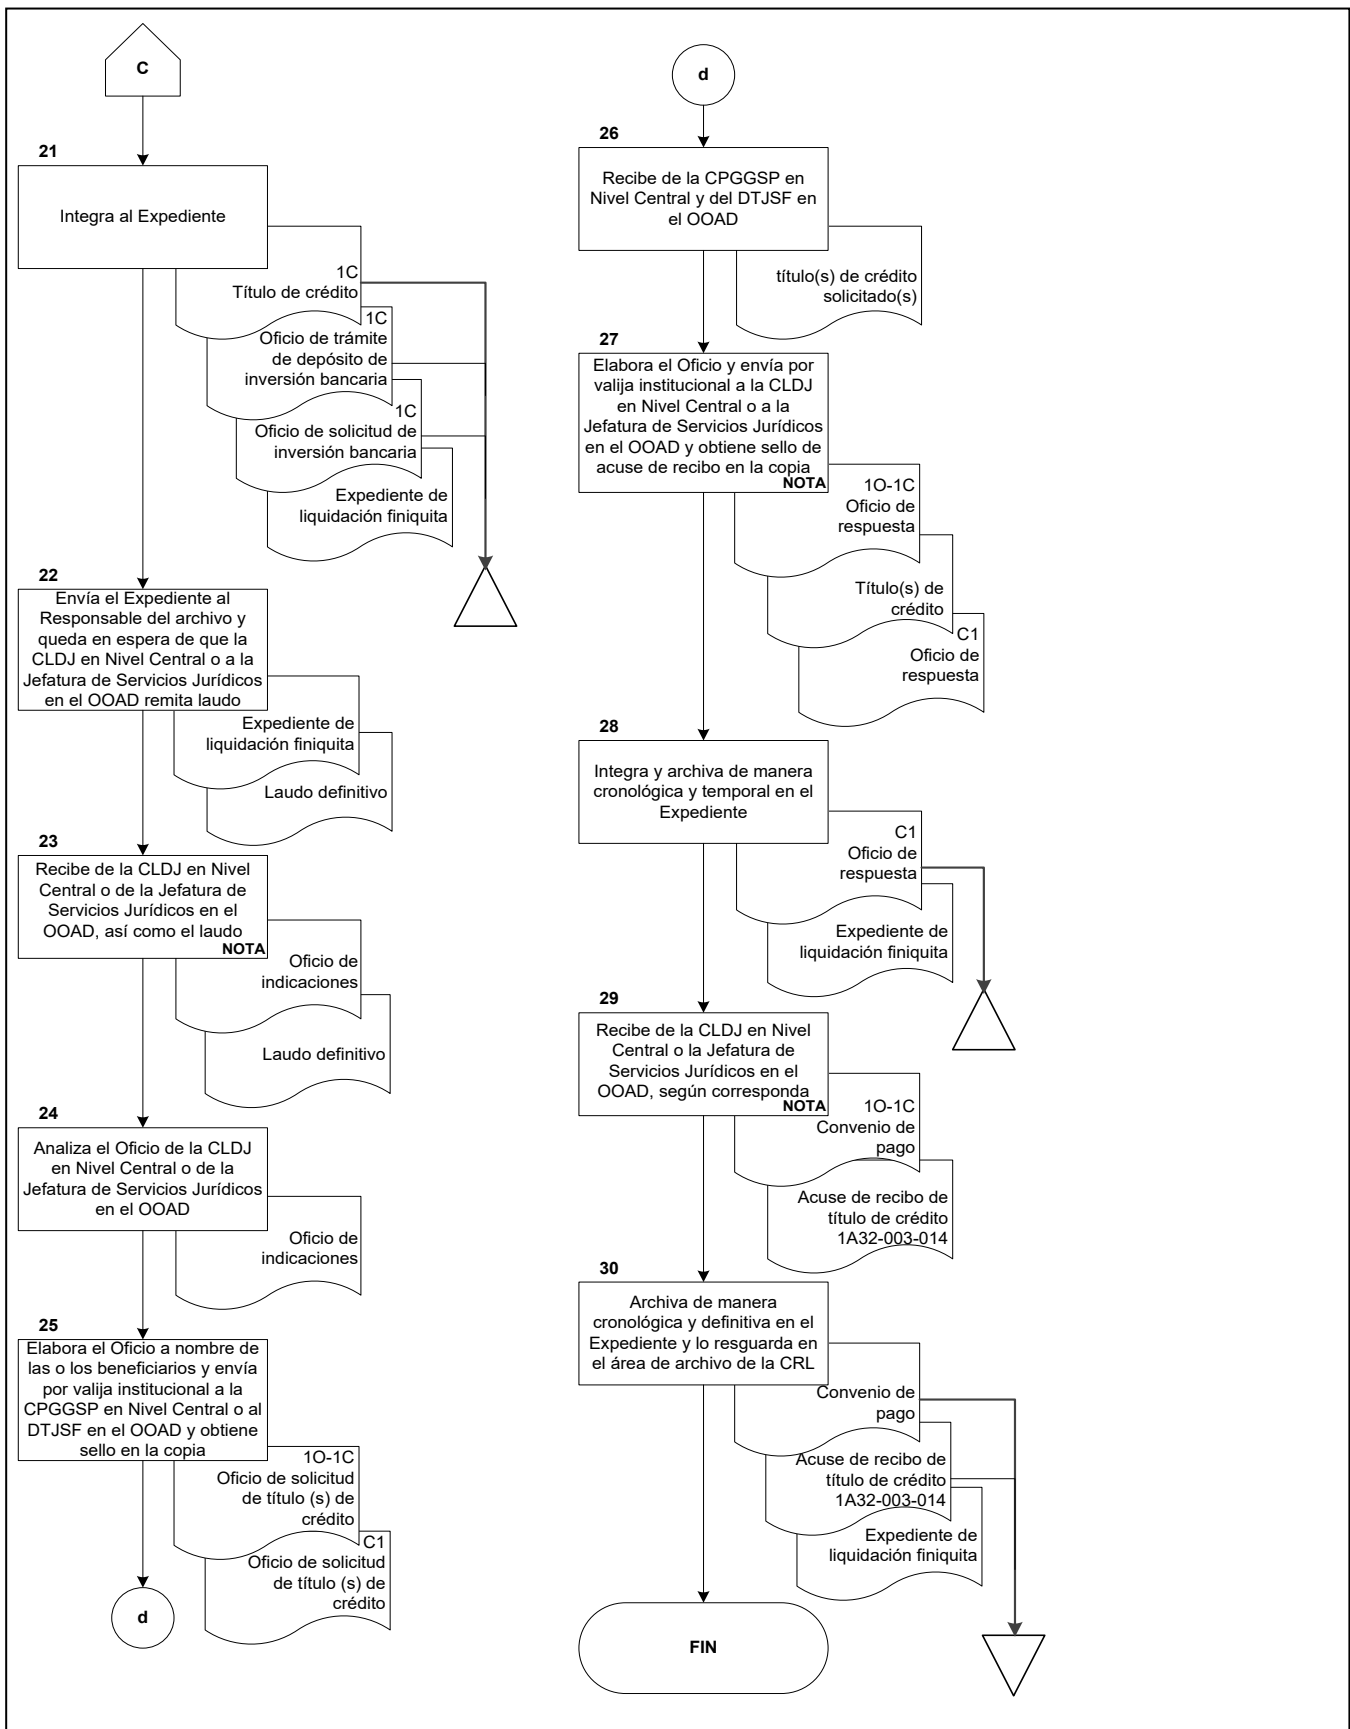 C
21
Integra al Expediente
1C
Título de crédito
1C
Oficio de trámite
de depósito de
inversión bancaria
1C
Oficio de solicitud de
inversión bancaria
Expediente de
liquidación finiquita
22
Envía el Expediente al
Responsable del archivo y
queda en espera de que la
CLDJ en Nivel Central o a la
Jefatura de Servicios Jurídicos
en el OOAD remita laudo
Expediente de
liquidación finiquita
Laudo definitivo
23
Recibe de la CLDJ en Nivel
Central o de la Jefatura de
Servicios Jurídicos en el
OOAD, así como el laudo
NOTA
Oficio de
indicaciones
Laudo definitivo
24
Analiza el Oficio de la CLDJ
en Nivel Central o de la
Jefatura de Servicios Jurídicos
en el OOAD
Oficio de
indicaciones
25
Elabora el Oficio a nombre de
las o los beneficiarios y envía
por valija institucional a la
CPGGSP en Nivel Central o al
DTJSF en el OOAD y obtiene
sello en la copia
1O-1C
Oficio de solicitud
de título (s) de
crédito
C1
Oficio de solicitud
de título (s) de
crédito
d
d
26
Recibe de la CPGGSP en
Nivel Central y del DTJSF en
el OOAD
título(s) de crédito
solicitado(s)
27
Elabora el Oficio y envía por
valija institucional a la CLDJ
en Nivel Central o a la
Jefatura de Servicios Jurídicos
en el OOAD y obtiene sello de
acuse de recibo en la copia
NOTA
1O-1C
Oficio de
respuesta
Título(s) de
crédito
C1
Oficio de
respuesta
28
Integra y archiva de manera
cronológica y temporal en el
Expediente
C1
Oficio de
respuesta
Expediente de
liquidación finiquita
29
Recibe de la CLDJ en Nivel
Central o la Jefatura de
Servicios Jurídicos en el
OOAD, según corresponda
NOTA
1O-1C
Convenio de
pago
Acuse de recibo de
título de crédito
1A32-003-014
30
Archiva de manera
cronológica y definitiva en el
Expediente y lo resguarda en
el área de archivo de la CRL
Convenio de
pago
Acuse de recibo de
título de crédito
1A32-003-014
Expediente de
liquidación finiquita
FIN